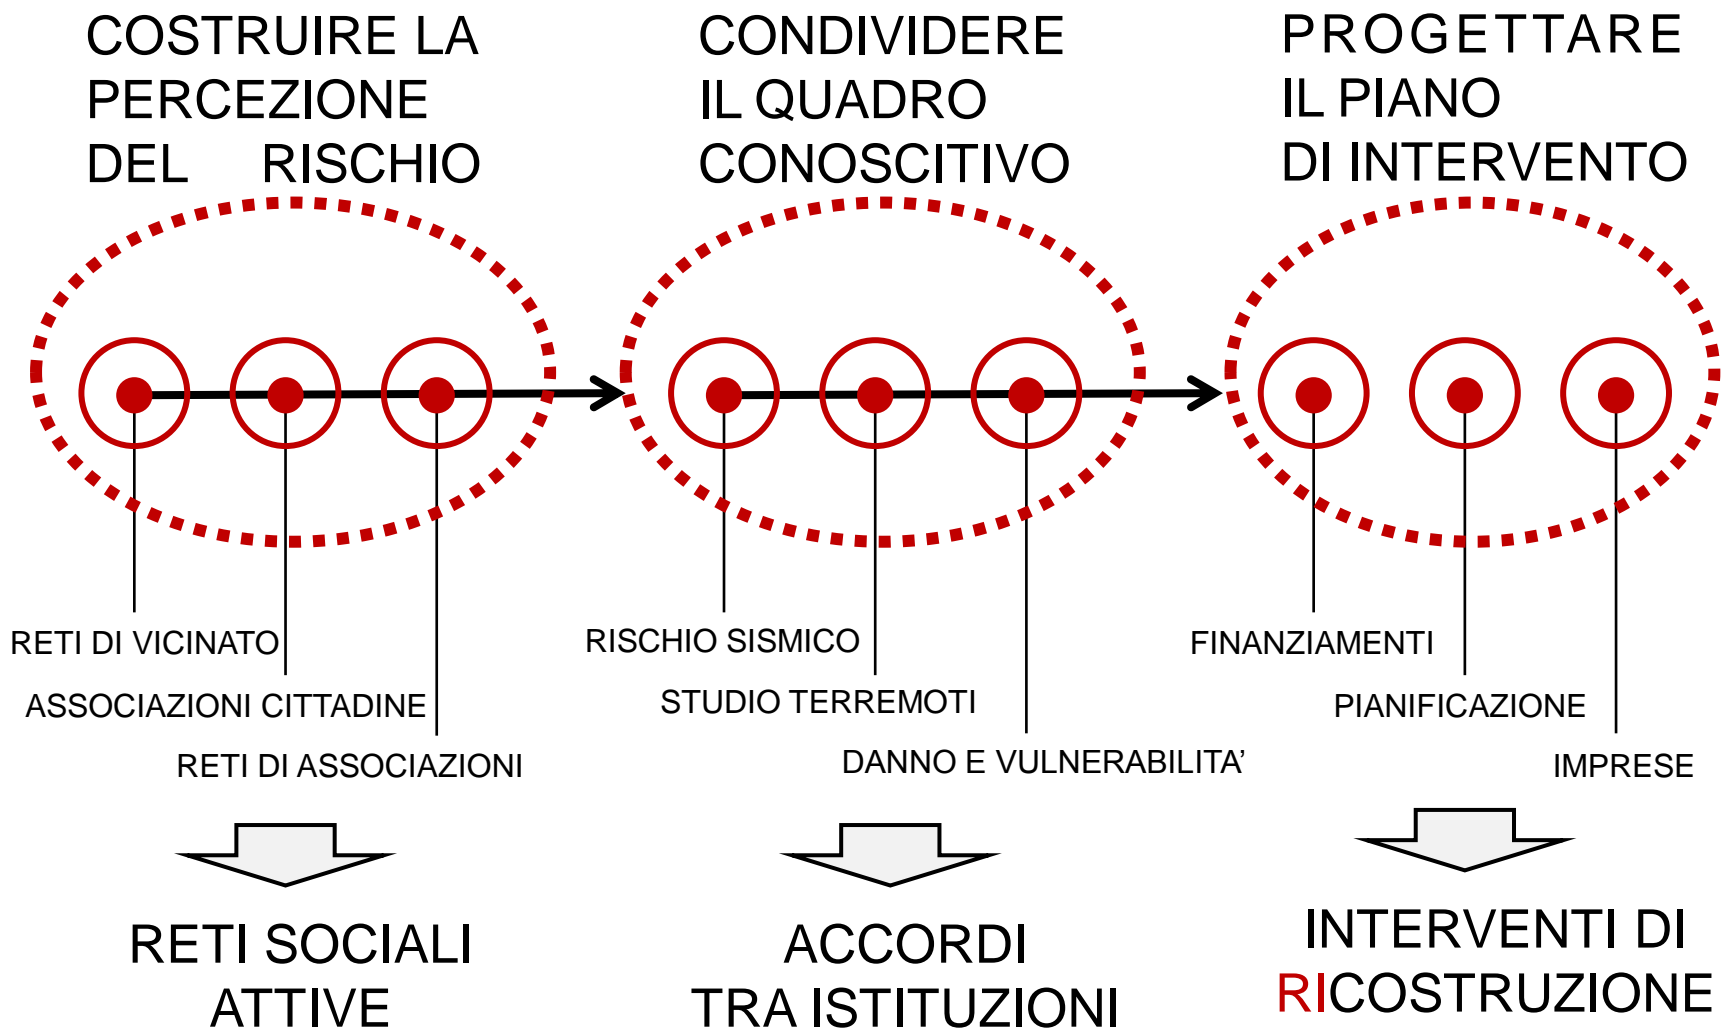 COSTRUIRE LA
PERCEZIONE
DEL RISCHIO
CONDIVIDERE
IL QUADRO
CONOSCITIVO
PROGETTARE
IL PIANO
DI INTERVENTO
RETI DI VICINATO
ASSOCIAZIONI CITTADINE
RETI DI ASSOCIAZIONI
RISCHIO SISMICO
STUDIO TERREMOTI
DANNO E VULNERABILITA’
FINANZIAMENTI
PIANIFICAZIONE
IMPRESE
RETI SOCIALI
ATTIVE
ACCORDI
TRA ISTITUZIONI
INTERVENTI DI
RICOSTRUZIONE